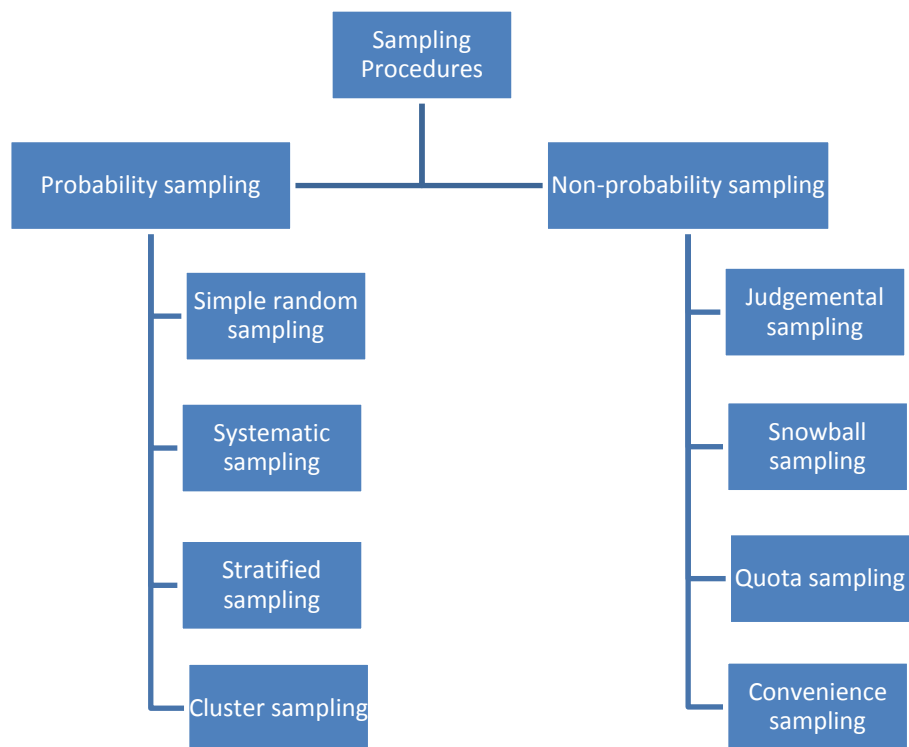 Sampling
Procedures
Probability sampling
Non-probability sampling
Simple random
sampling
Systematic
sampling
Stratified
sampling
Cluster sampling
Judgemental
sampling
Snowball
sampling
Quota sampling
Convenience
sampling